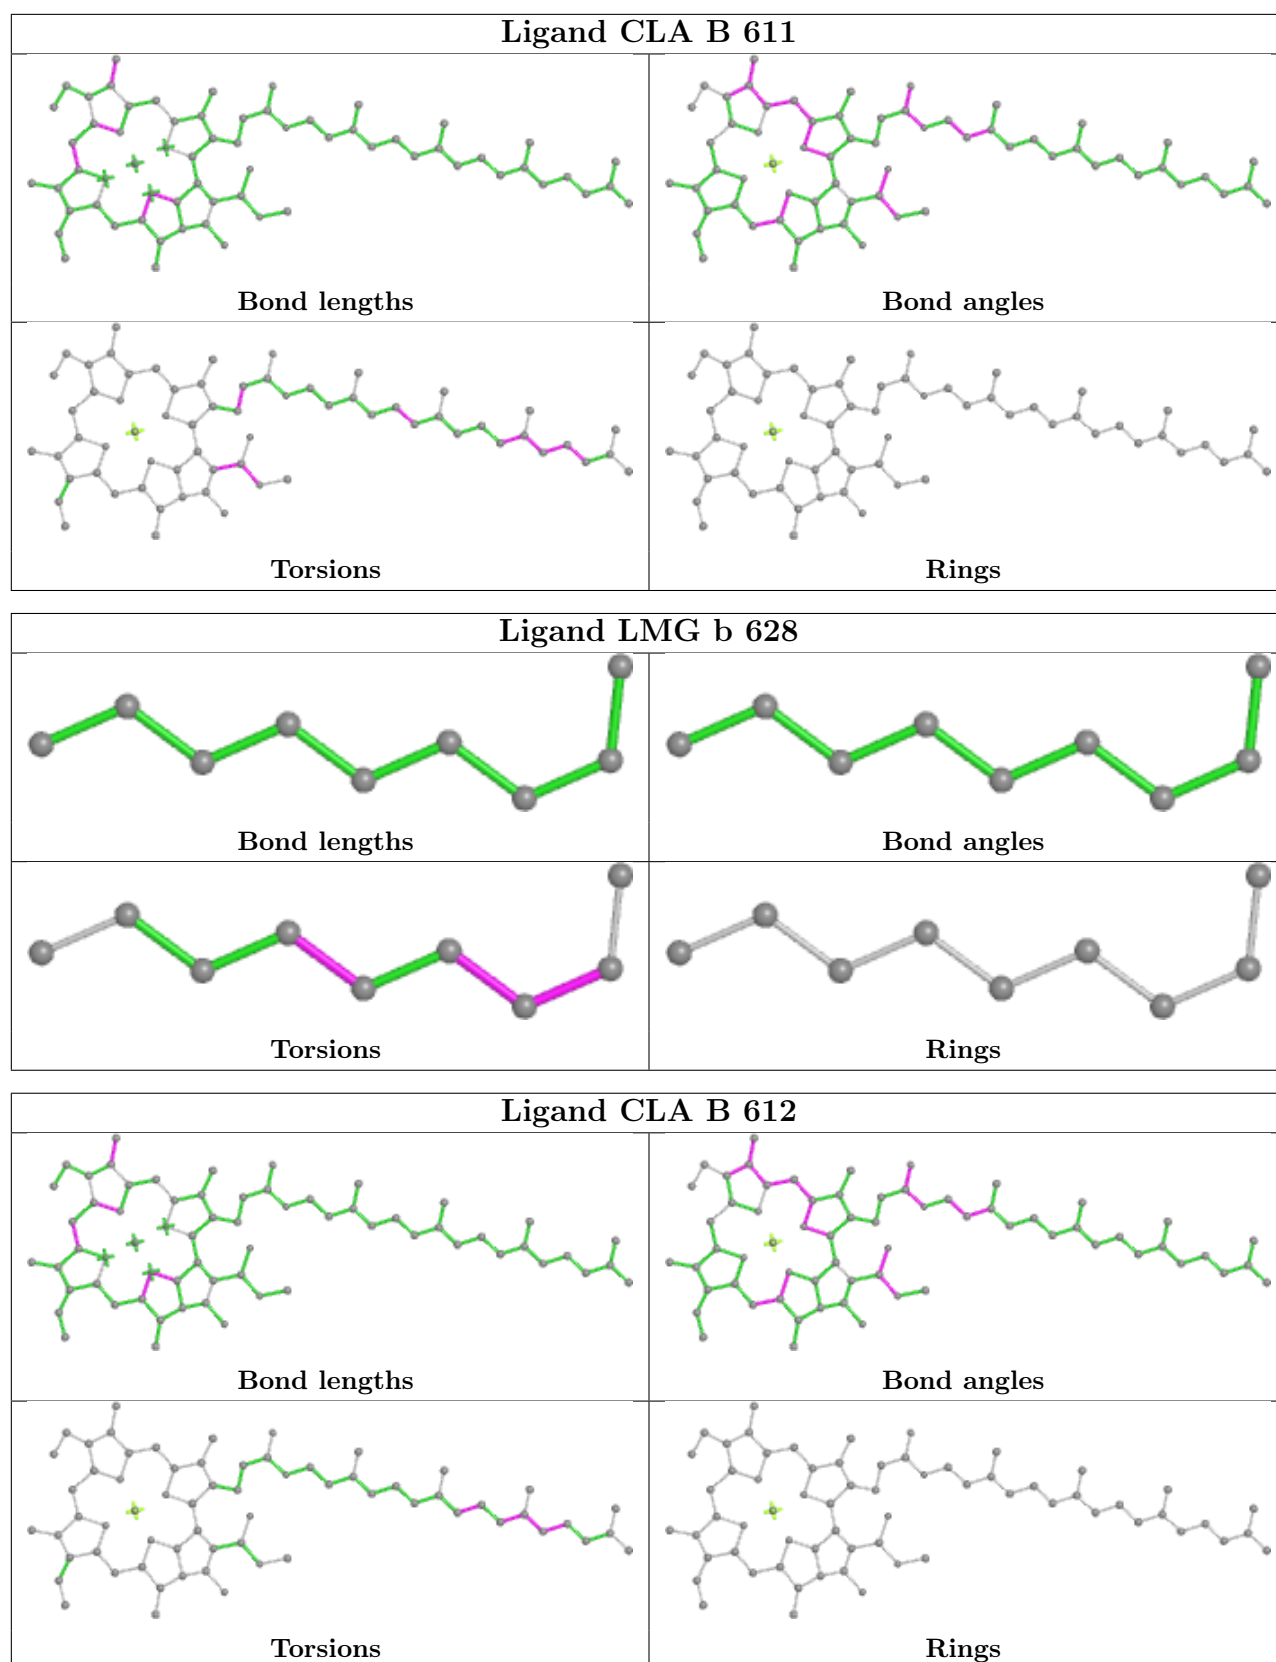 Ligand CLA B 611
Bond lengths
Bond angles
Torsions
Rings
Ligand LMG b 628
Bond lengths
Bond angles
Torsions
Rings
Ligand CLA B 612
Bond lengths
Bond angles
Torsions
Rings